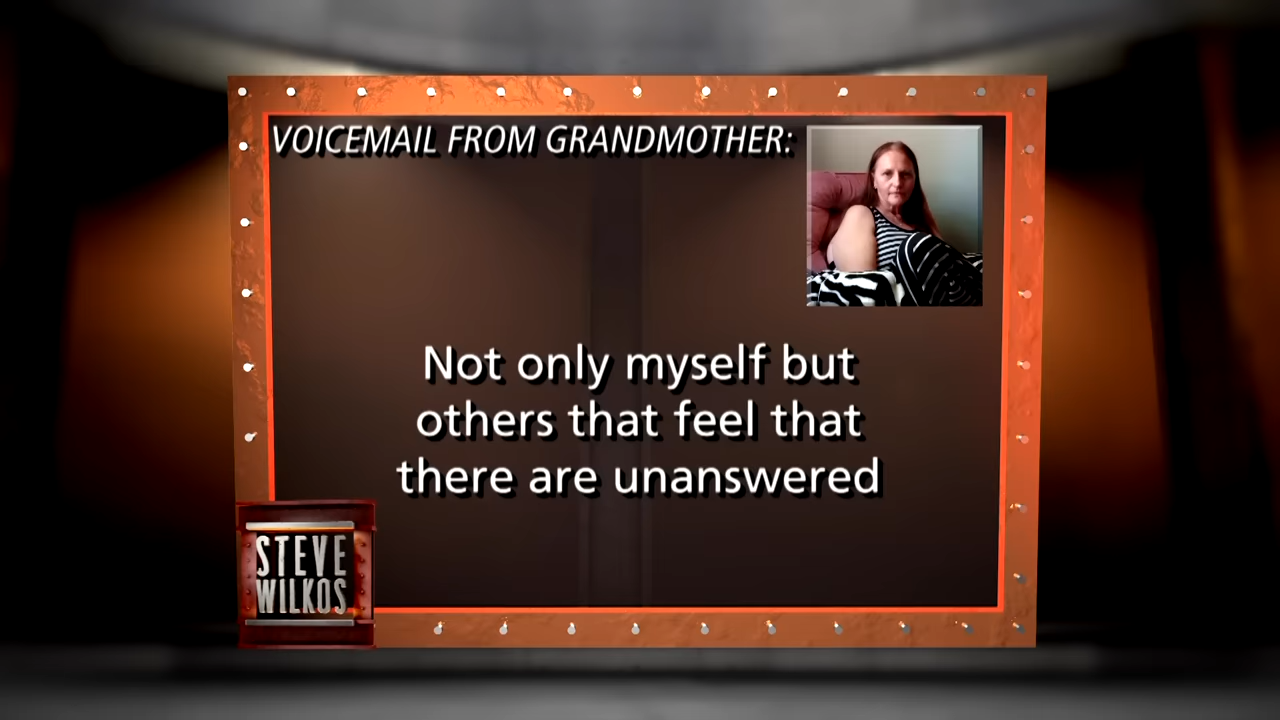 VOICEMAIL FROM GRANDMOTHER:
Not only myself but
others that feel that
there are unanswered
STEVE
WILKOS